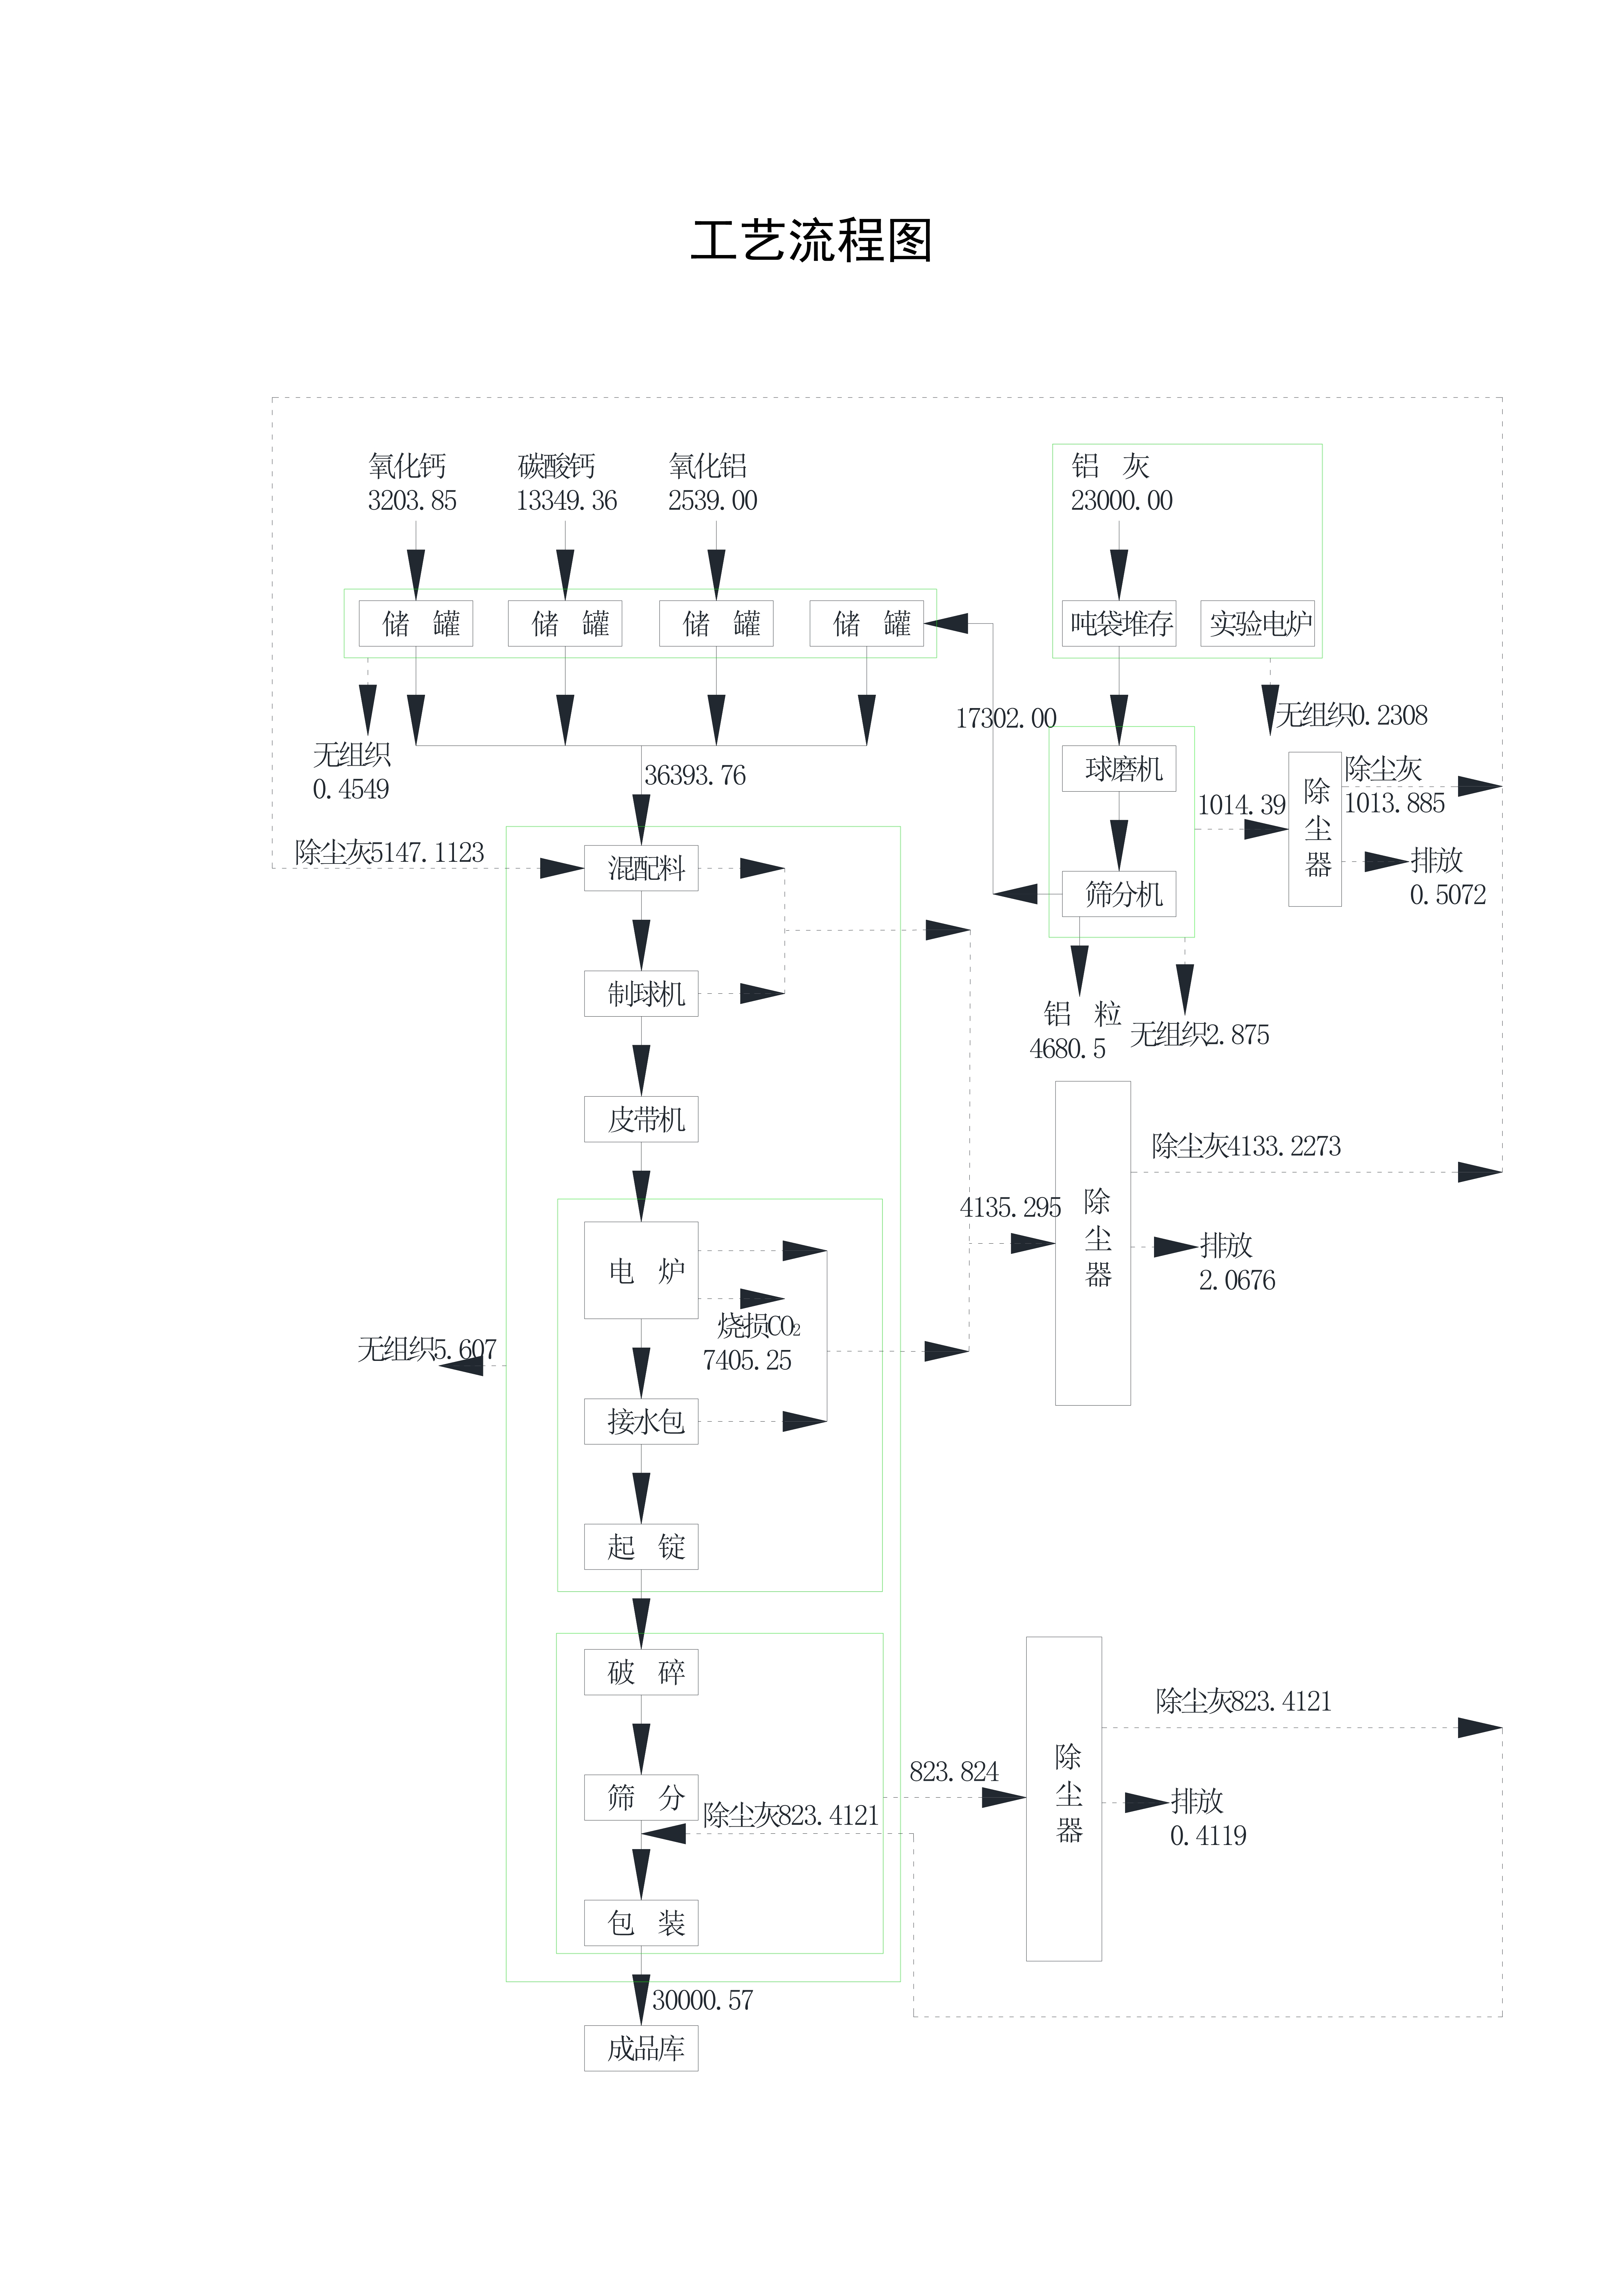 工艺流程图
氧化钙
3203.85
碳酸钙
13349.36
氧化铝
2539.00
铝 灰
23000.00
储 罐
储 罐
储 罐
储 罐
吨袋堆存
实验电炉
17302.00
无组织0.2308
无组织
0.4549
36393.76
球磨机
除尘器
除尘灰
1013.885
1014.39
除尘灰5147.1123
混配料
筛分机
排放
0.5072
制球机
铝 粒
4680.5
无组织2.875
皮带机
除尘灰4133.2273
4135.295
除尘器
电 炉
排放
2.0676
烧损CO₂
7405.25
无组织5.607
接水包
起 锭
破 碎
除尘灰823.4121
823.824
除尘器
筛 分
除尘灰823.4121
排放
0.4119
包 装
30000.57
成品库